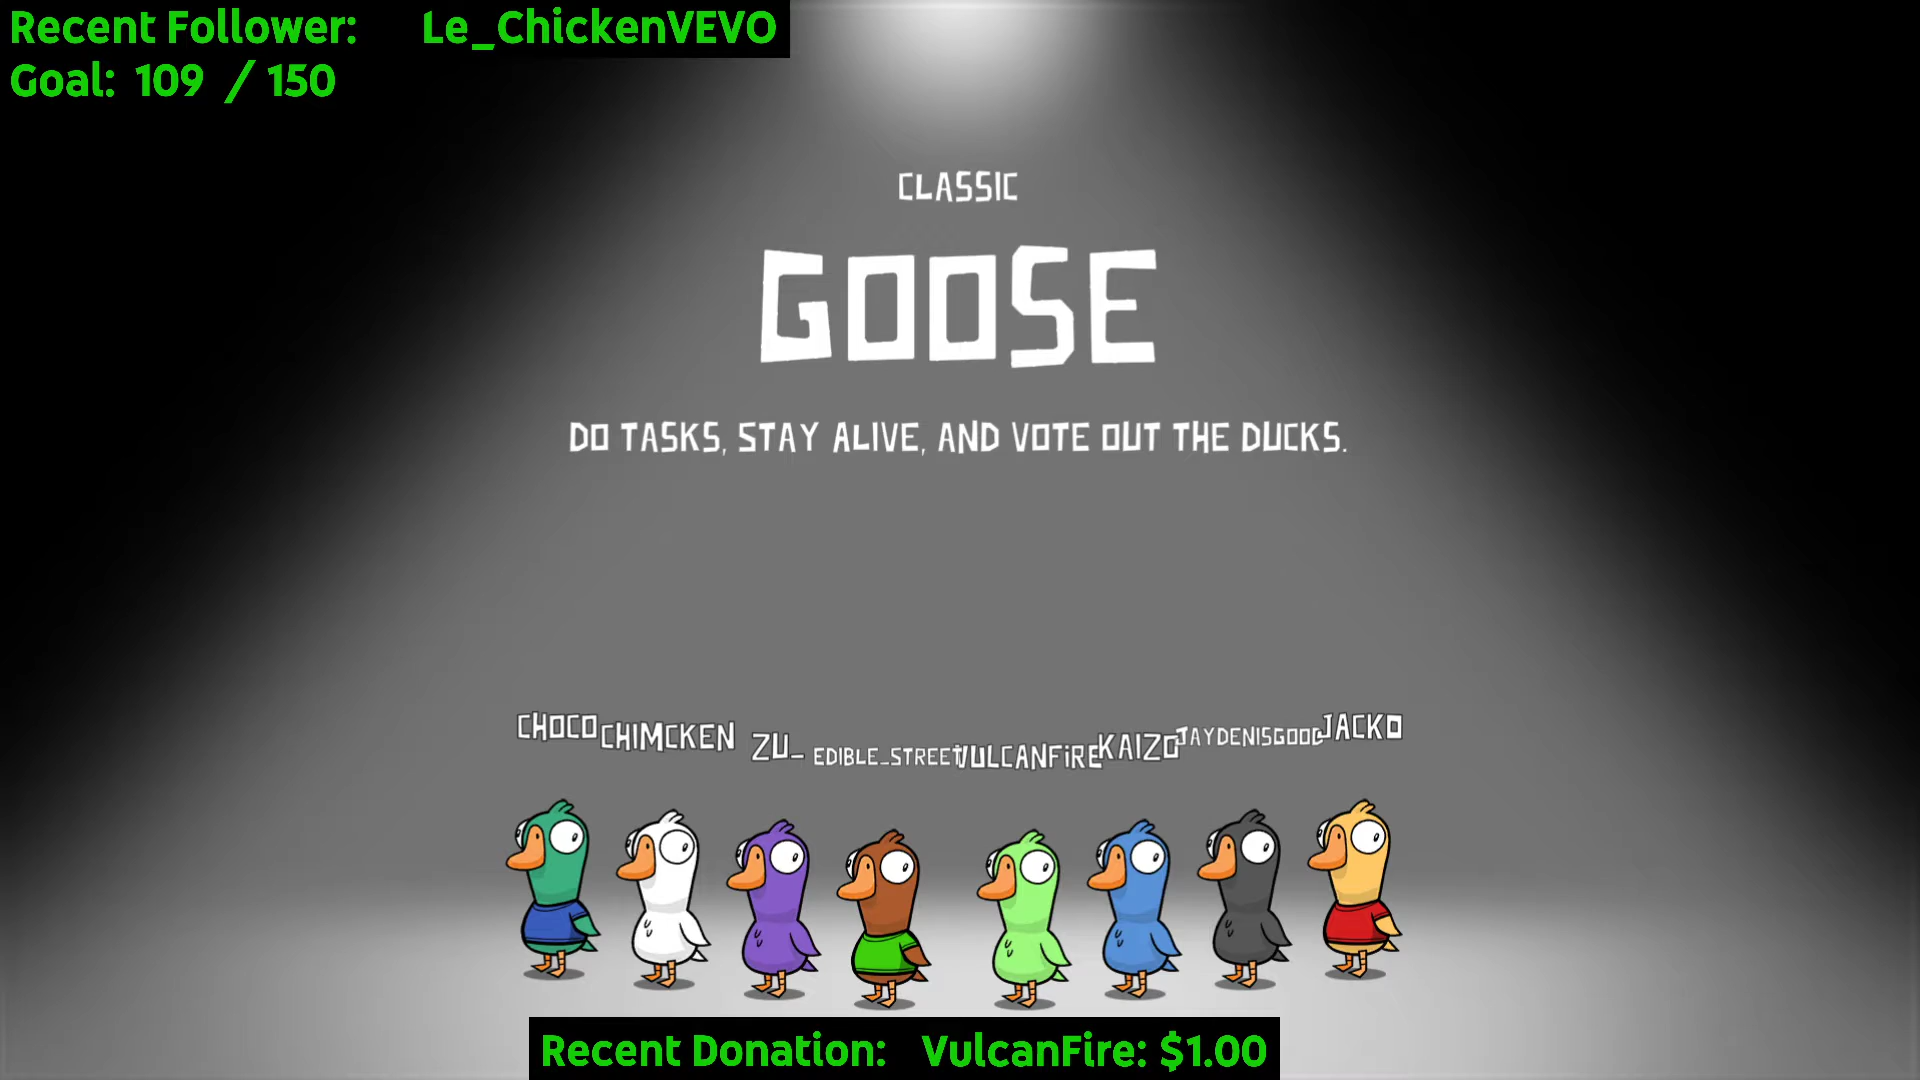 Recent Follower: Le_ChickenVEVO
Goal: 109 / 150
CLASSIC
GOOSE
DO TASKS, STAY ALIVE, AND VOTE OUT THE DUCKS.
CHOCO CHIMCKEN ZU_ EDIBLE_STREET VULCANFiRE KAIZO JAYDENISGOOD JACKO
Recent Donation: VulcanFire: $1.00